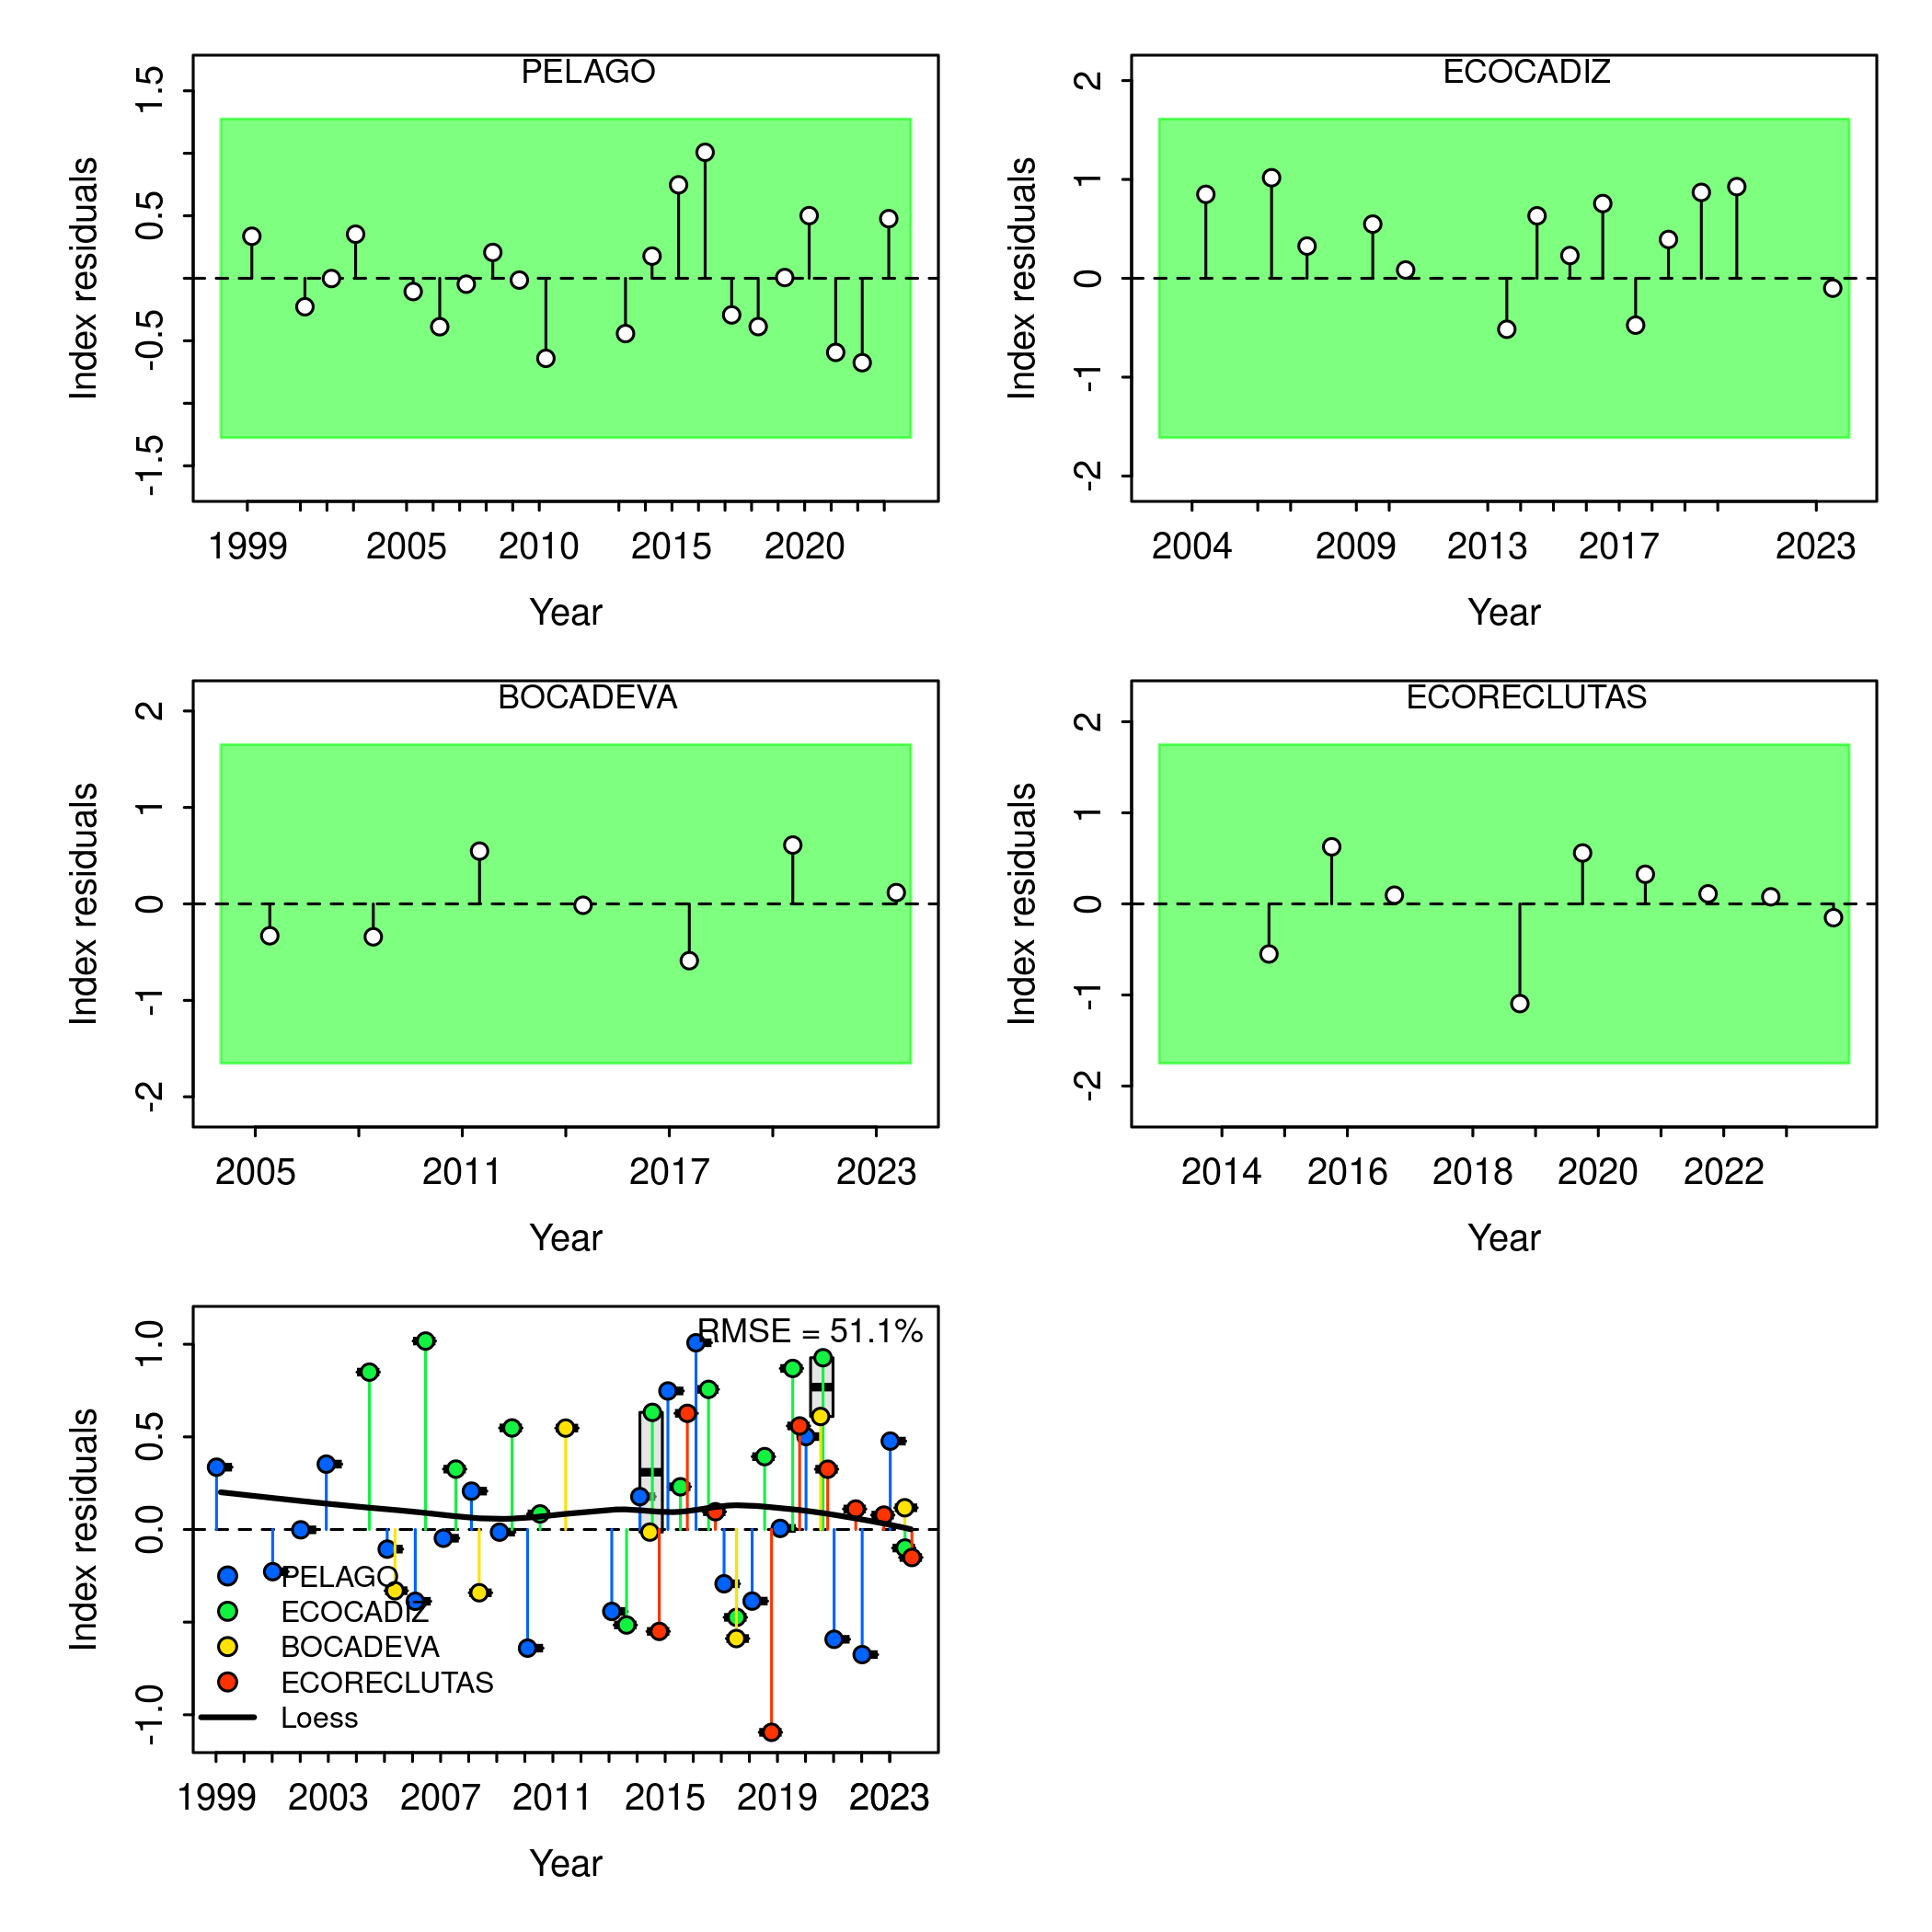 PELAGO
Index residuals
1.5
0.5
-0.5
-1.5
1999 2005 2010 2015 2020
Year
ECOCADIZ
Index residuals
2
1
0
-1
-2
2004 2009 2013 2017 2023
Year
BOCADEVA
Index residuals
2
1
0
-1
-2
2005 2011 2017 2023
Year
ECORECLUTAS
Index residuals
2
1
0
-1
-2
2014 2016 2018 2020 2022
Year
RMSE = 51.1%
Index residuals
1.0
0.5
0.0
-1.0
PELAGO
ECOCADIZ
BOCADEVA
ECORECLUTAS
Loess
1999 2003 2007 2011 2015 2019 2023
Year